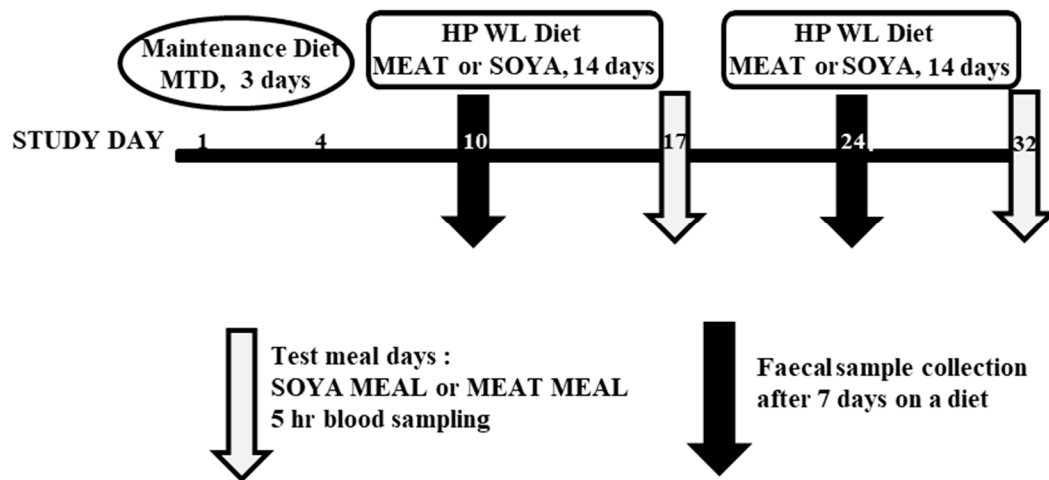 Maintenance Diet
MTD, 3 days
HP WL Diet
MEAT or SOYA, 14 days
HP WL Diet
MEAT or SOYA, 14 days
STUDY DAY 1 4 10 17 24. 32
Test meal days :
SOYA MEAL or MEAT MEAL
5 hr blood sampling
Faecal sample collection
after 7 days on a diet